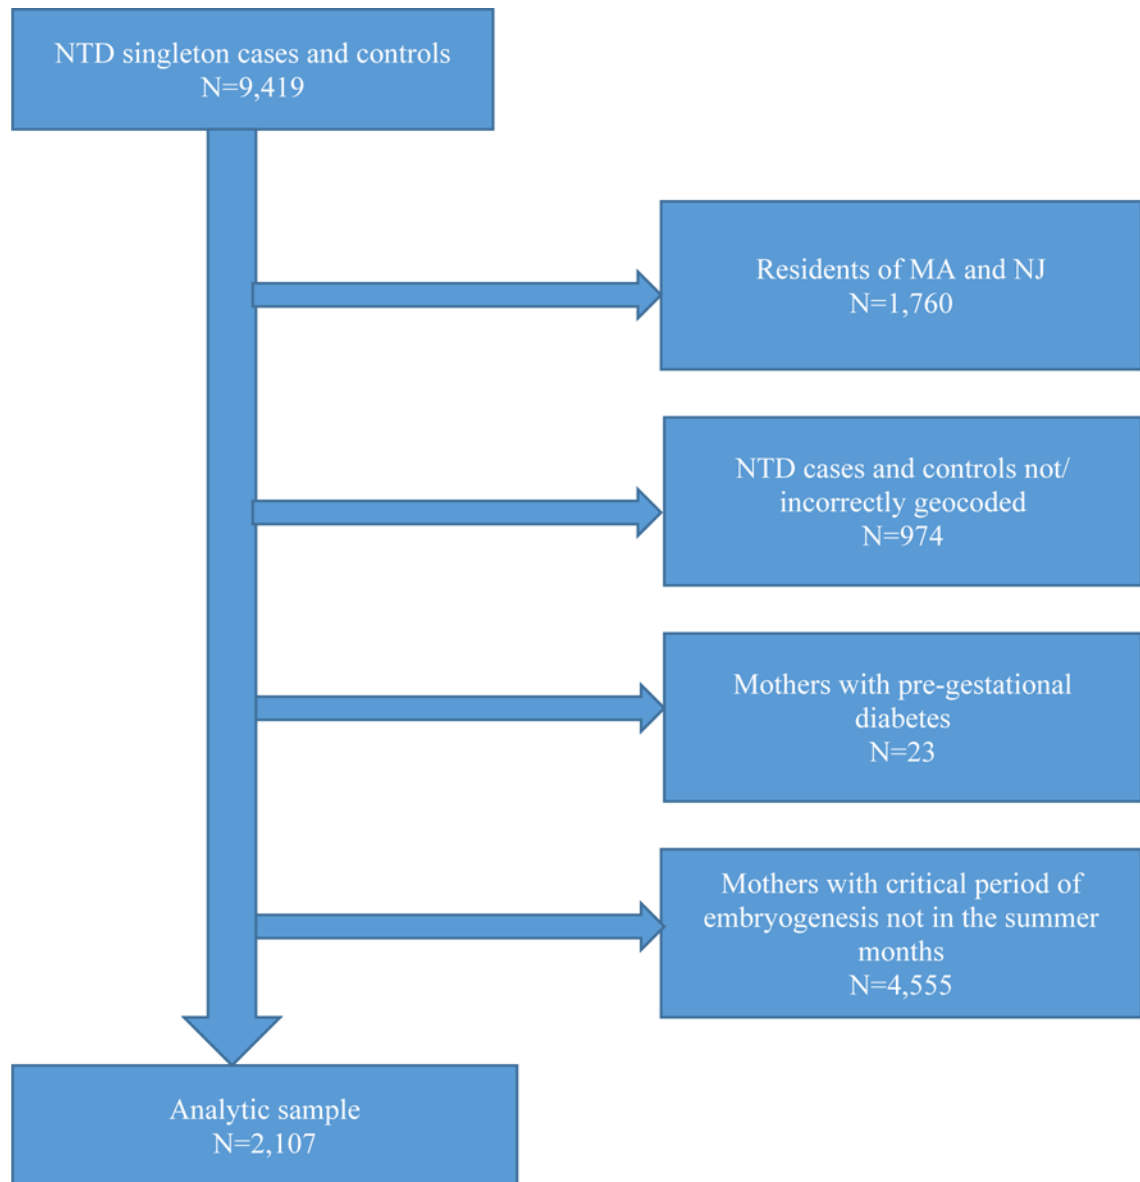 NTD singleton cases and controls
N=9,419
Residents of MA and NJ
N=1,760
NTD cases and controls not/
incorrectly geocoded
N=974
Mothers with pre-gestational
diabetes
N=23
Mothers with critical period of
embryogenesis not in the summer
months
N=4,555
Analytic sample
N=2,107